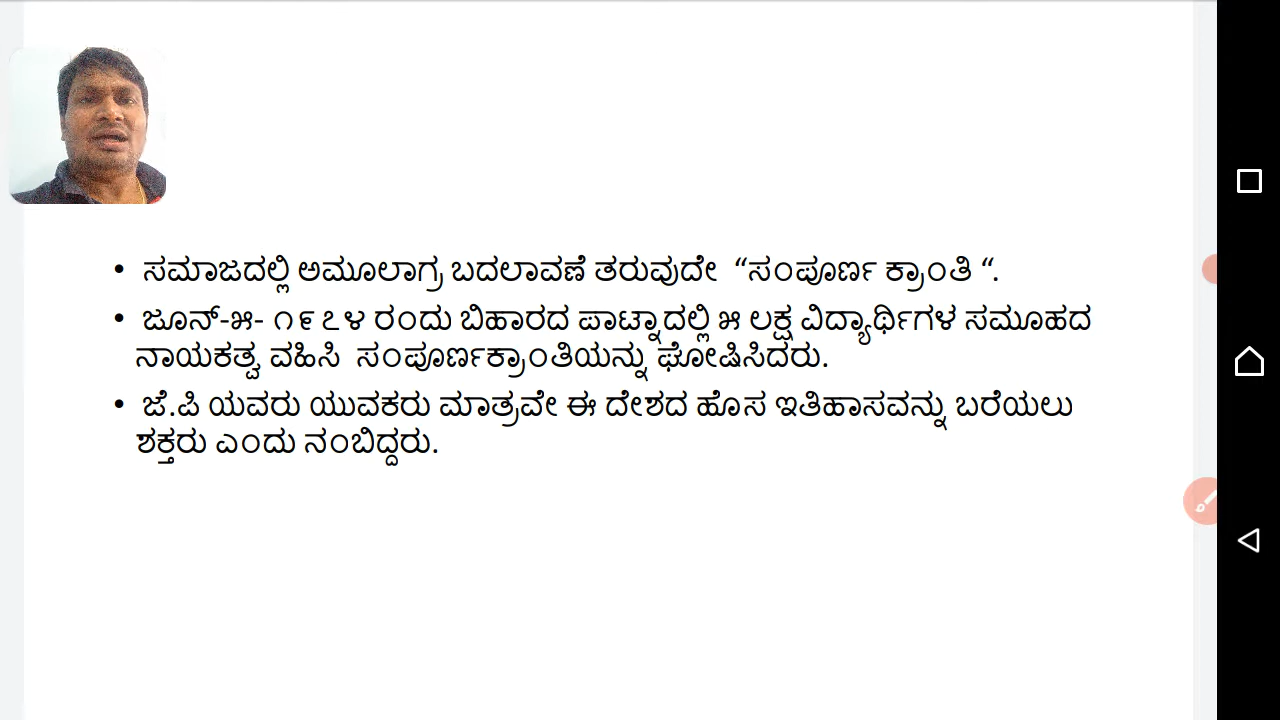 • ಸಮಾಜದಲ್ಲಿ ಅಮೂಲಾಗ್ರ ಬದಲಾವಣೆ ತರುವುದೇ “ಸಂಪೂರ್ಣ ಕ್ರಾಂತಿ “.
• ಜೂನ್-೫- ೧೯೭೪ ರಂದು ಬಿಹಾರದ ಪಾಟ್ನಾದಲ್ಲಿ ೫ ಲಕ್ಷ ವಿದ್ಯಾರ್ಥಿಗಳ ಸಮೂಹದ
ನಾಯಕತ್ವ ವಹಿಸಿ ಸಂಪೂರ್ಣಕ್ರಾಂತಿಯನ್ನು ಘೋಷಿಸಿದರು.
• ಜೆ.ಪಿ ಯವರು ಯುವಕರು ಮಾತ್ರವೇ ಈ ದೇಶದ ಹೊಸ ಇತಿಹಾಸವನ್ನು ಬರೆಯಲು
ಶಕ್ತರು ಎಂದು ನಂಬಿದ್ದರು.